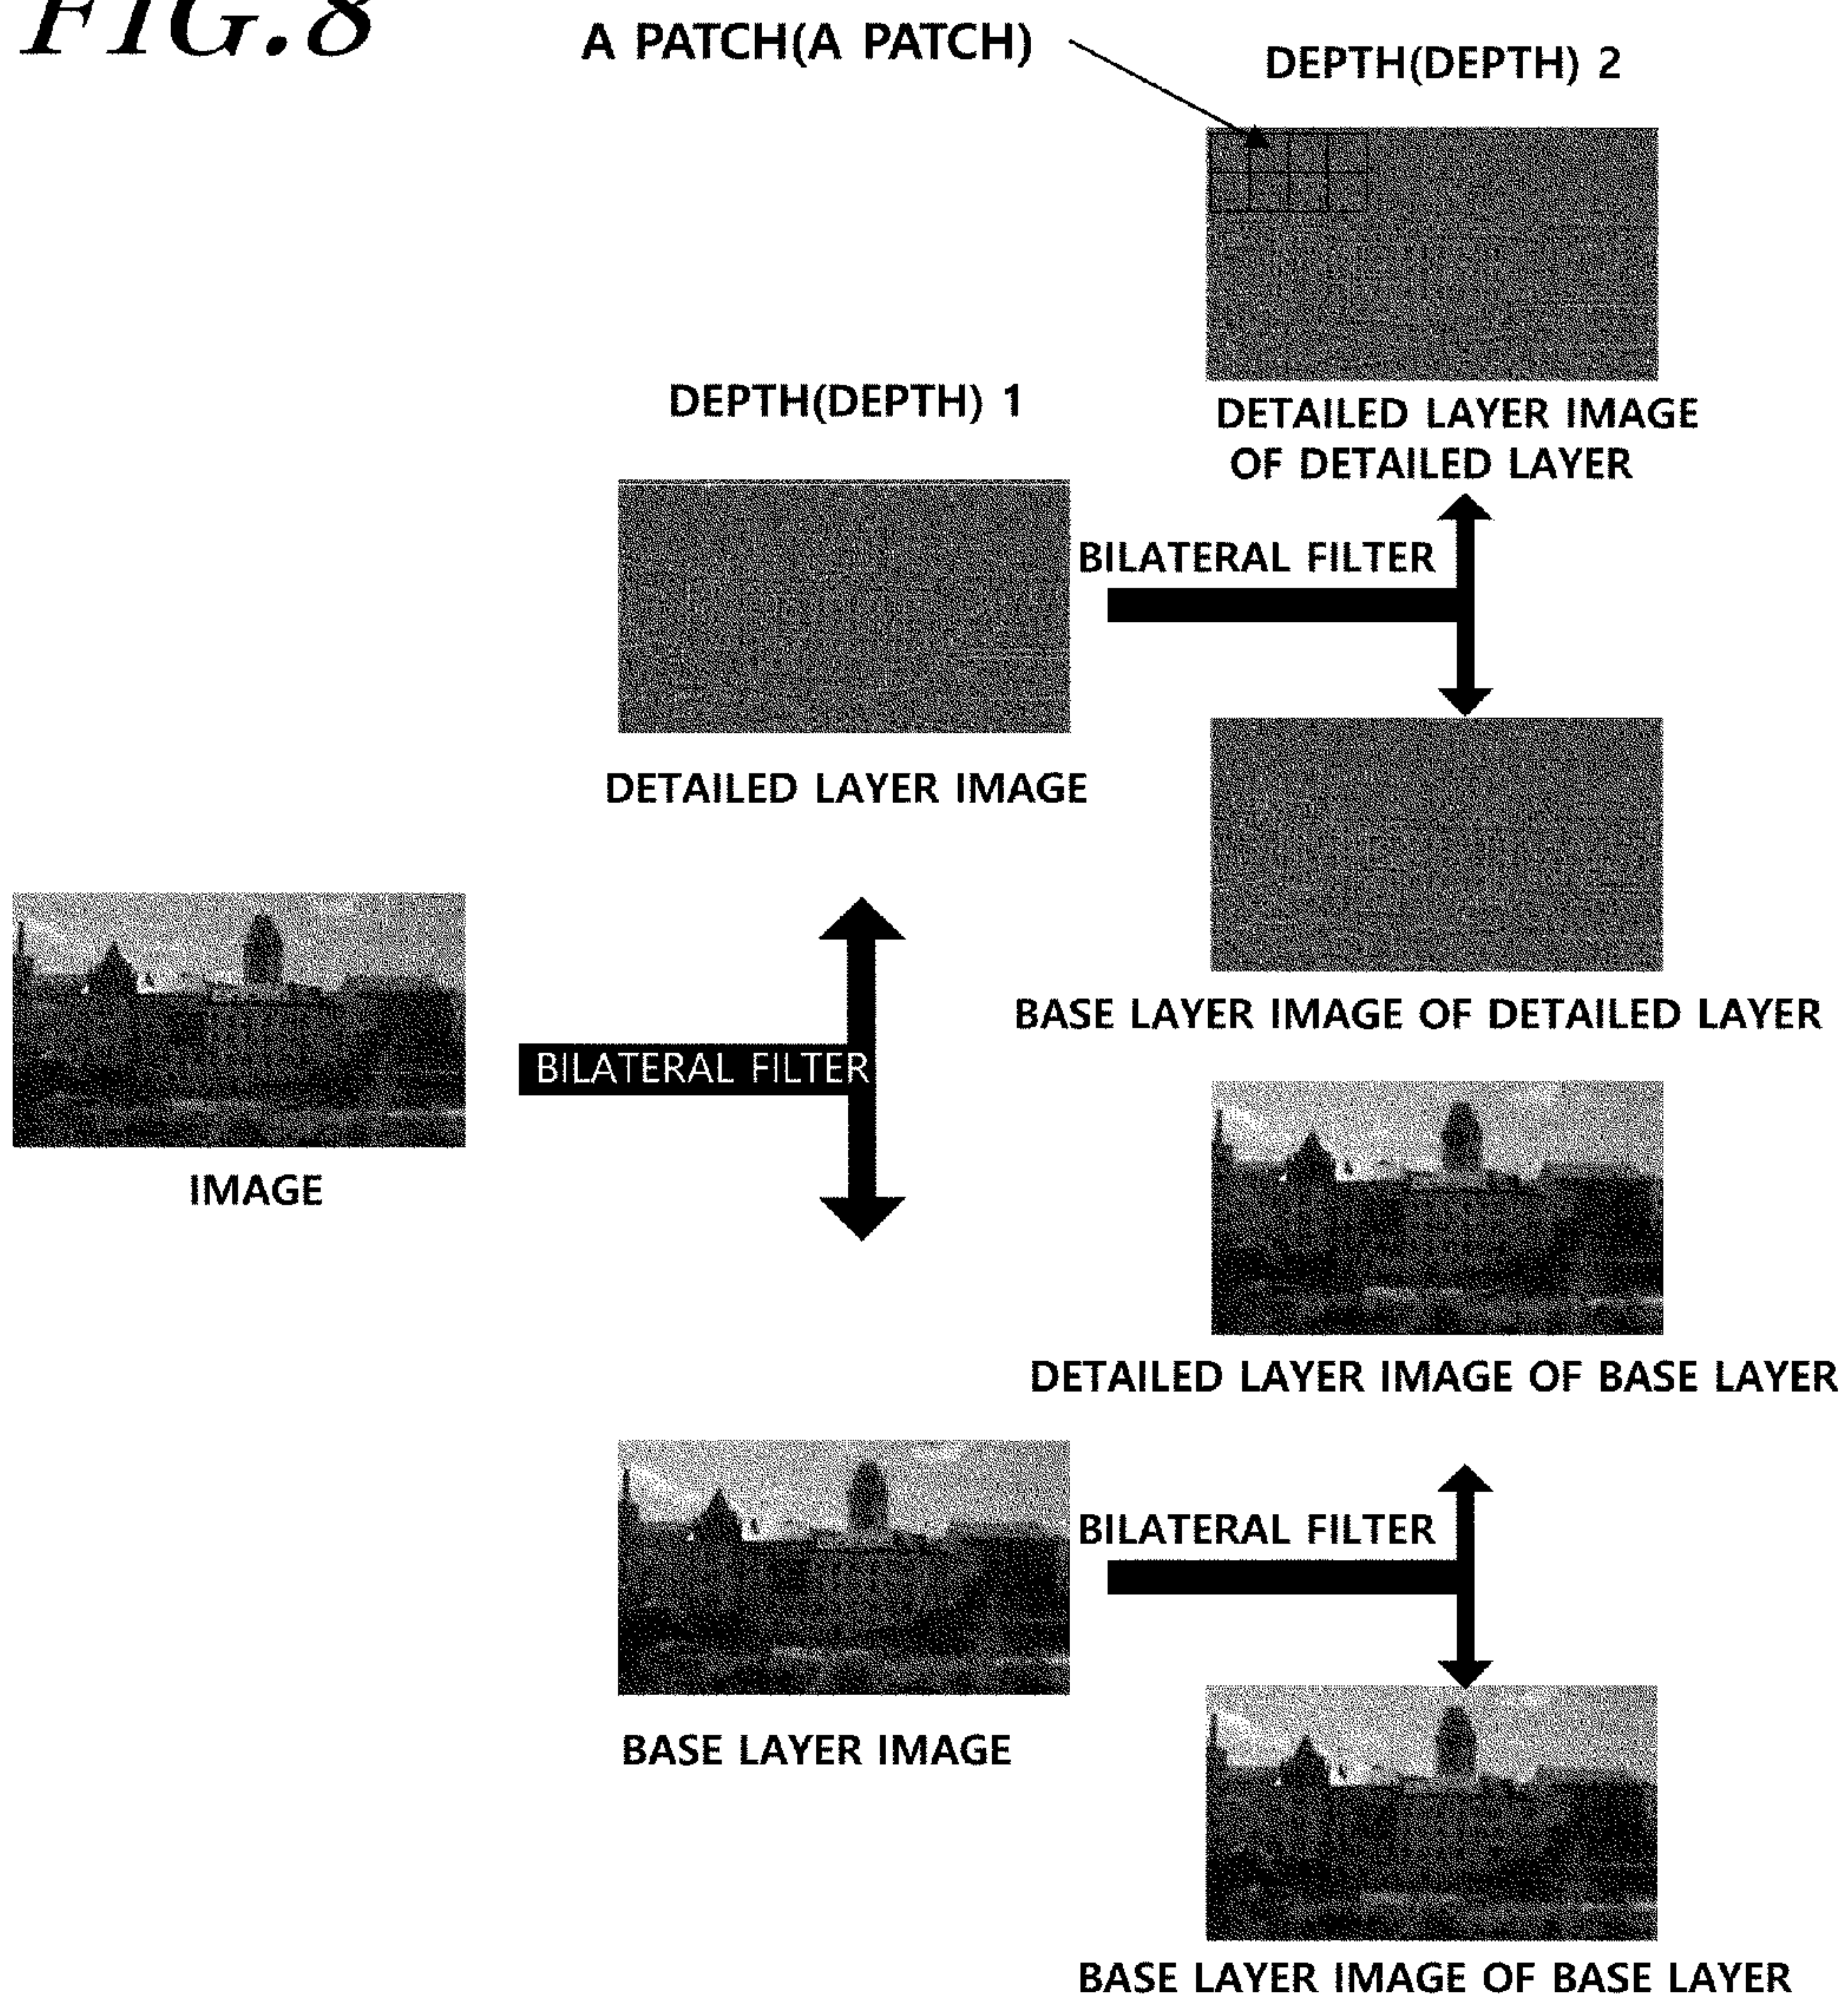 FIG.8
A PATCH(A PATCH)
DEPTH(DEPTH) 2
DETAILED LAYER IMAGE
OF DETAILED LAYER
DEPTH(DEPTH) 1
BILATERAL FILTER
DETAILED LAYER IMAGE
BASE LAYER IMAGE OF DETAILED LAYER
BILATERAL FILTER
IMAGE
DETAILED LAYER IMAGE OF BASE LAYER
BILATERAL FILTER
BASE LAYER IMAGE
BASE LAYER IMAGE OF BASE LAYER